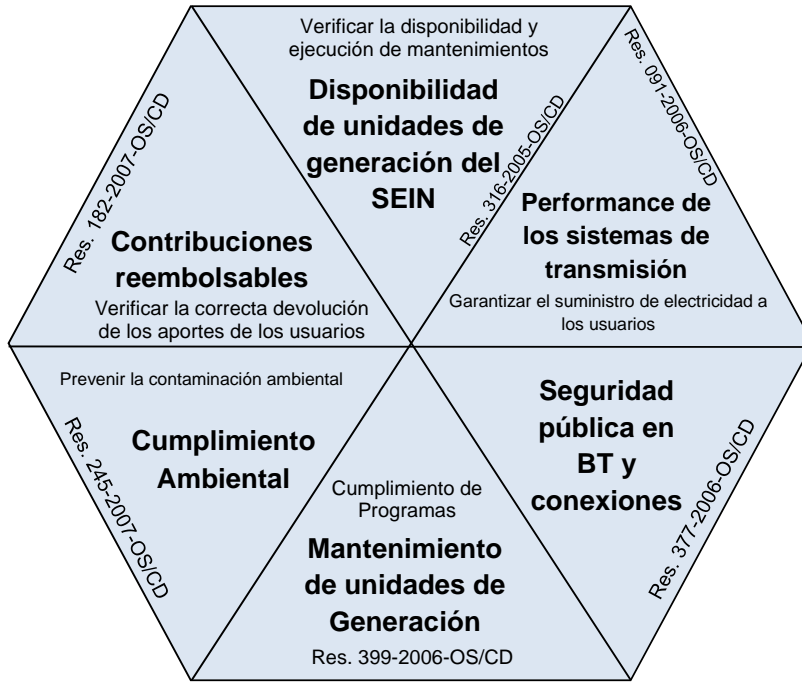 Verificar la disponibilidad y
ejecución de mantenimientos
Disponibilidad
de unidades de
generación del
SEIN
Res. 316-2005-OS/CD
Res. 091-2006-OS/CD
Performance de
los sistemas de
transmisión
Garantizar el suministro de electricidad a
los usuarios
Res. 182-2007-OS/CD
Contribuciones
reembolsables
Verificar la correcta devolución
de los aportes de los usuarios
Prevenir la contaminación ambiental
Cumplimiento
Ambiental
Res. 245-2007-OS/CD
Cumplimiento de
Programas
Mantenimiento
de unidades de
Generación
Res. 399-2006-OS/CD
Seguridad
pública en
BT y
conexiones
Res. 377-2006-OS/CD